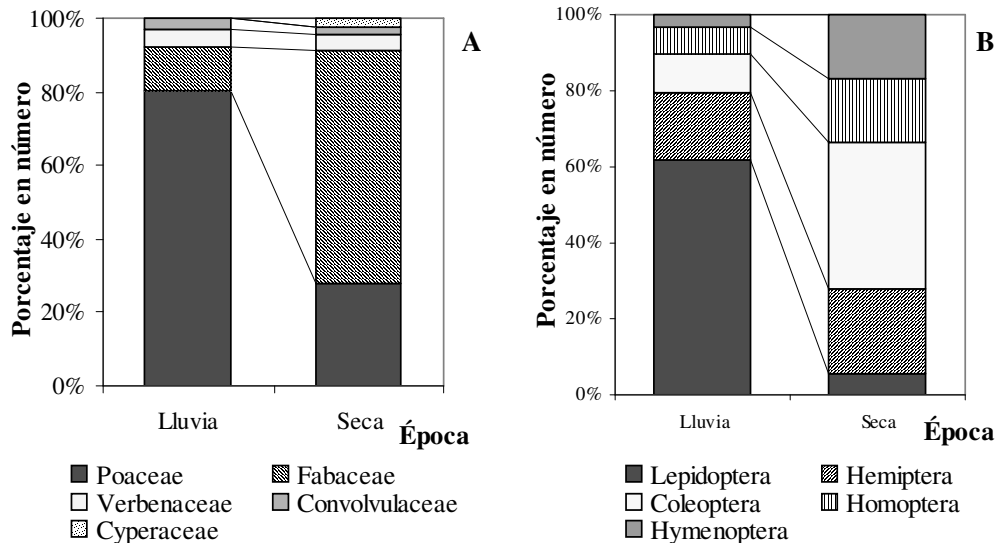 A
Porcentaje en número
100%
80%
60%
40%
20%
0%
Lluvia Seca
Época
Poaceae Fabaceae
Verbenaceae Convolvulaceae
Cyperaceae
B
Porcentaje en número
100%
80%
60%
40%
20%
0%
Lluvia Seca
Época
Lepidoptera Hemiptera
Coleoptera Homoptera
Hymenoptera